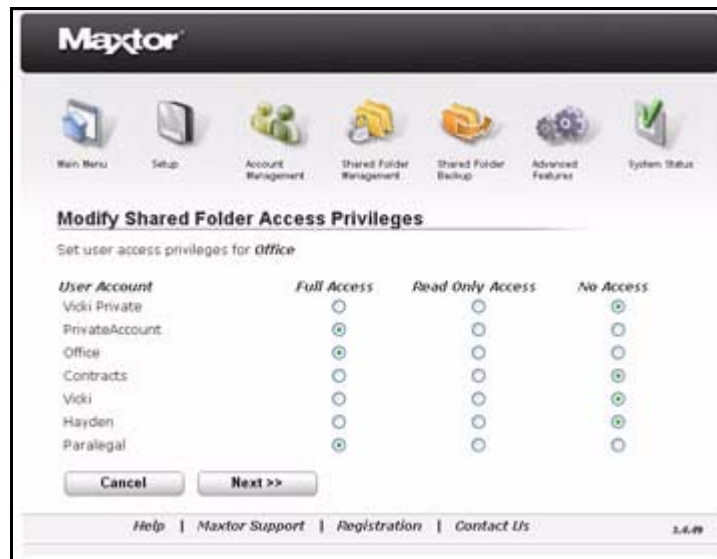 Maxtor
Main Menu
Setup
Account Management
Shared Folder Management
Shared Folder Backup
Advanced Features
System Status
Modify Shared Folder Access Privileges
Set user access privileges for Office
User Account Full Access Read Only Access No Access
Vicki Private
PrivateAccount
Office
Contracts
Vicki
Hayden
Paralegal
Cancel Next >>
Help | Maxtor Support | Registration | Contact Us